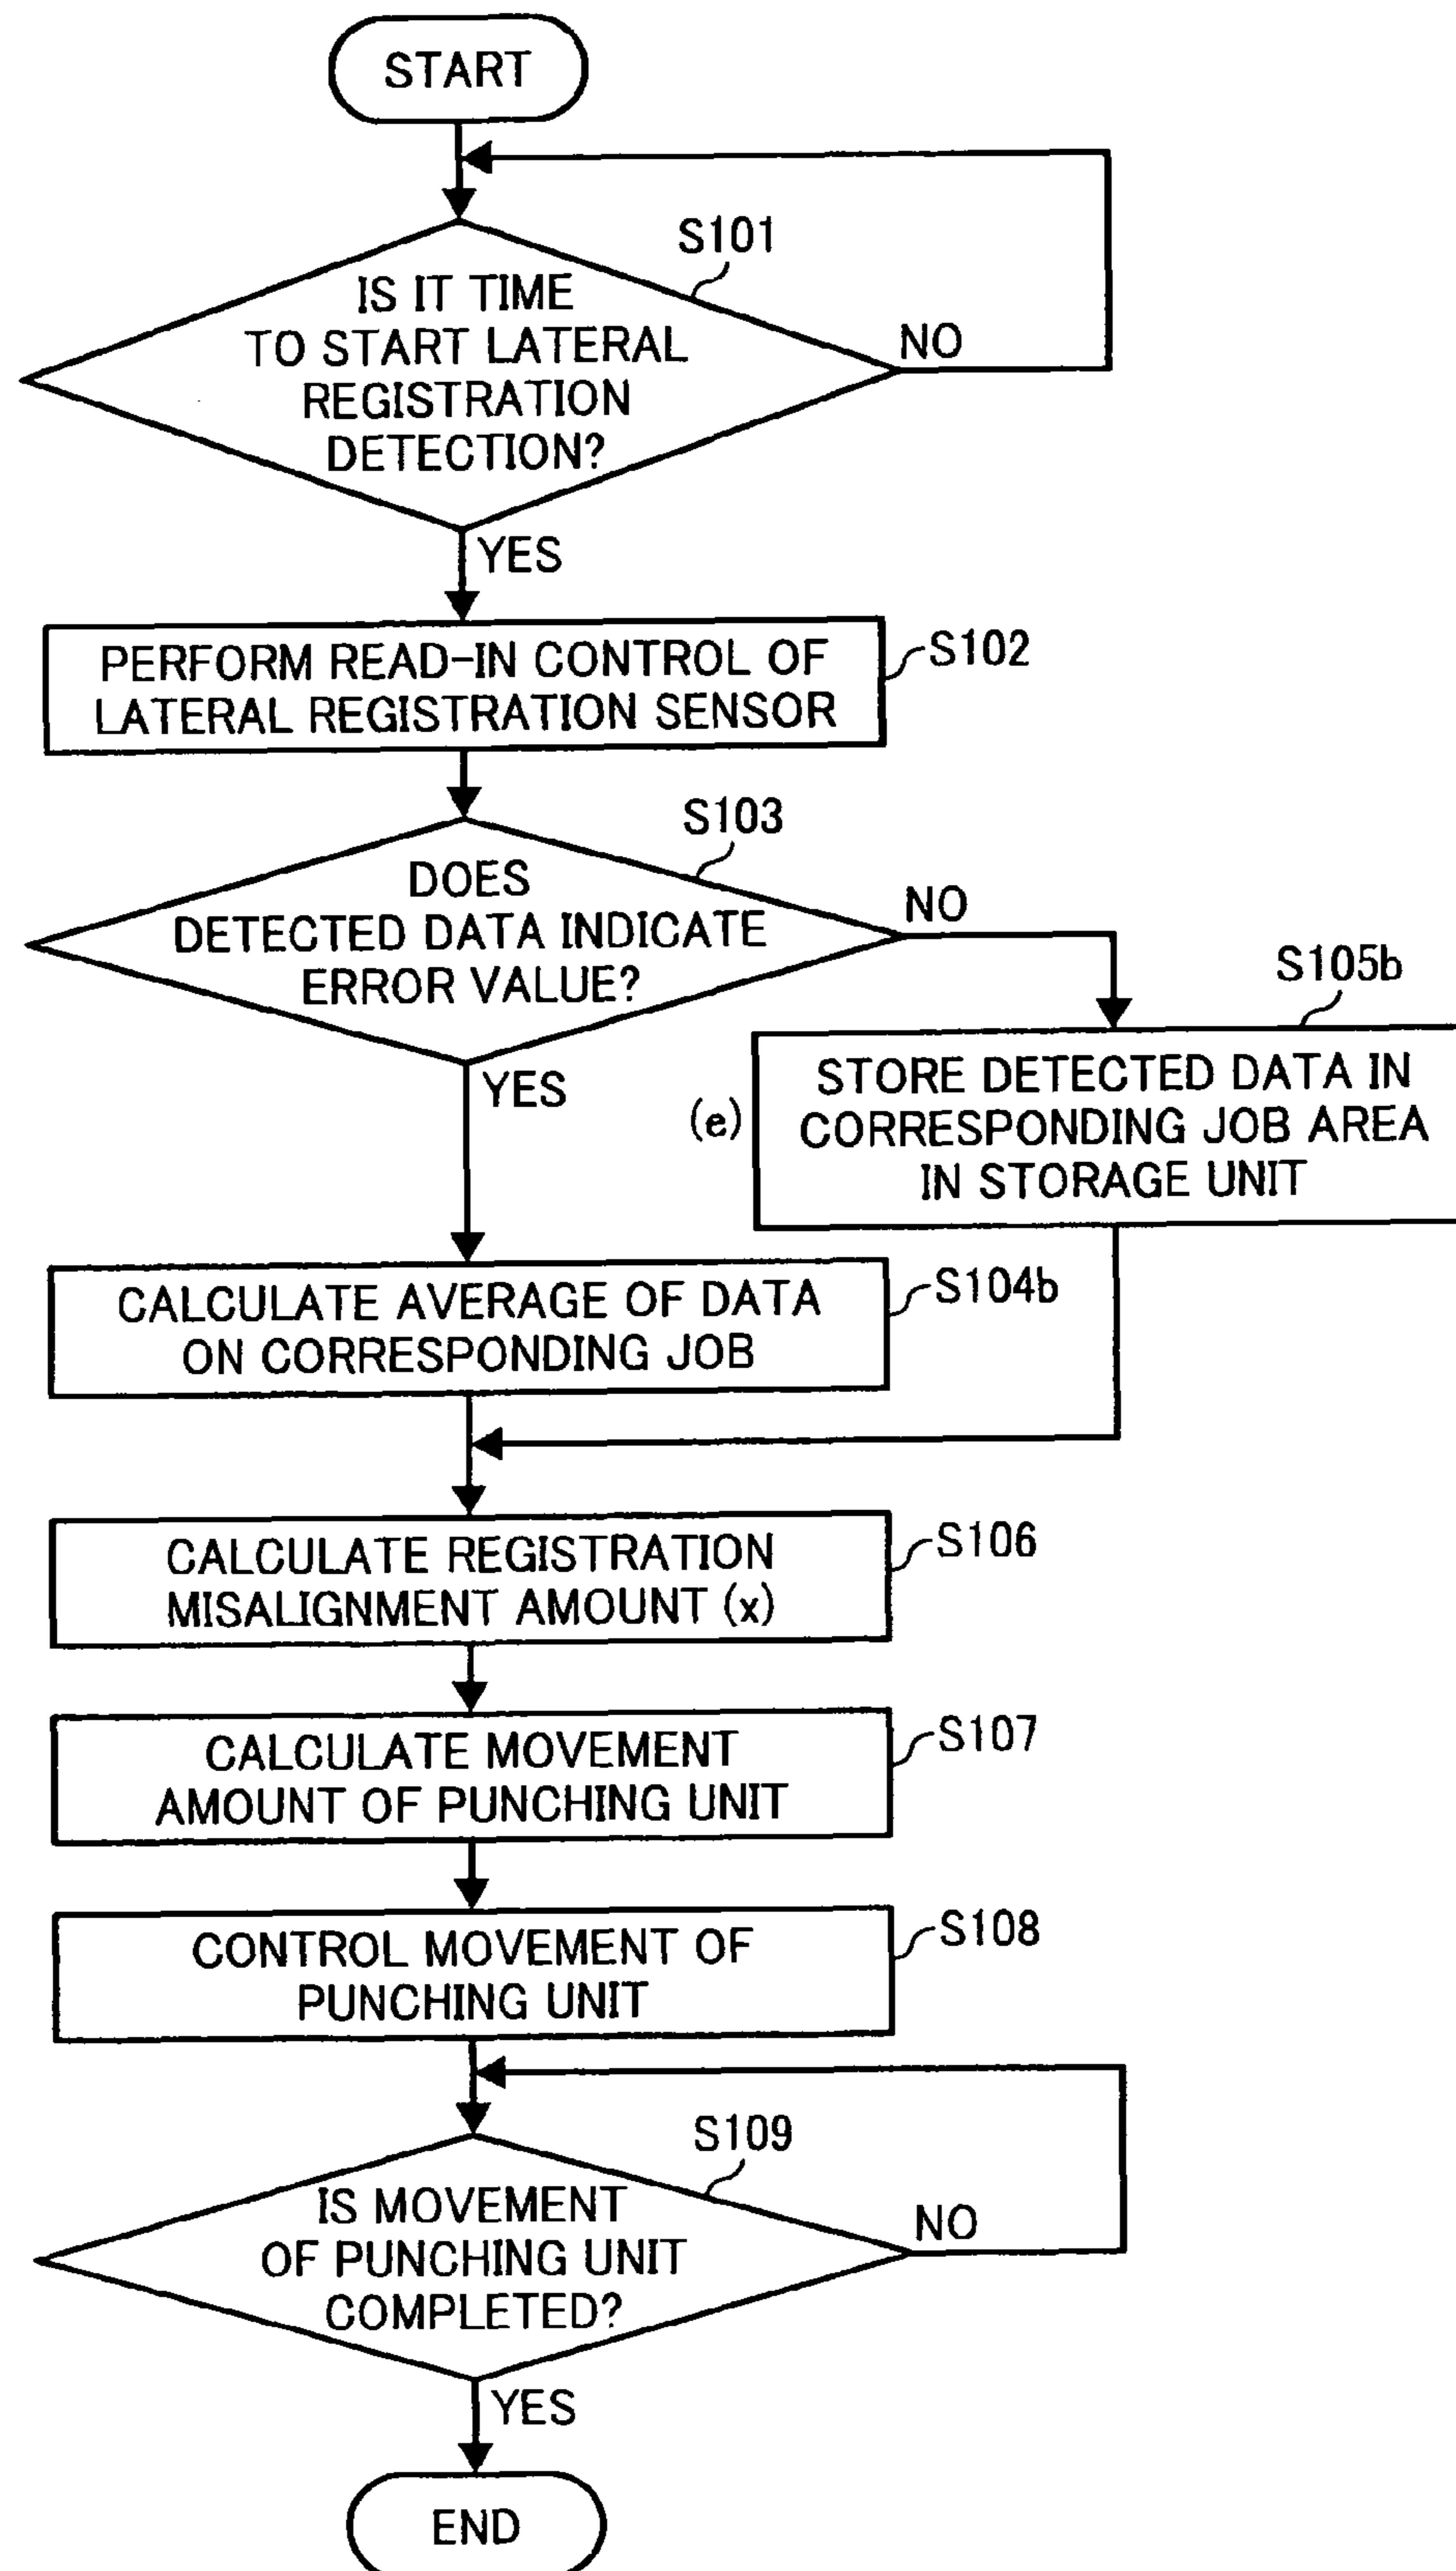 START
S101
IS IT TIME
TO START LATERAL
REGISTRATION
DETECTION?
NO
YES
PERFORM READ-IN CONTROL OF
LATERAL REGISTRATION SENSOR
S102
S103
DOES
DETECTED DATA INDICATE
ERROR VALUE?
NO
YES
S105b
(e)
STORE DETECTED DATA IN
CORRESPONDING JOB AREA
IN STORAGE UNIT
CALCULATE AVERAGE OF DATA
ON CORRESPONDING JOB
S104b
CALCULATE REGISTRATION
MISALIGNMENT AMOUNT (x)
S106
CALCULATE MOVEMENT
AMOUNT OF PUNCHING UNIT
S107
CONTROL MOVEMENT OF
PUNCHING UNIT
S108
S109
IS MOVEMENT
OF PUNCHING UNIT
COMPLETED?
NO
YES
END